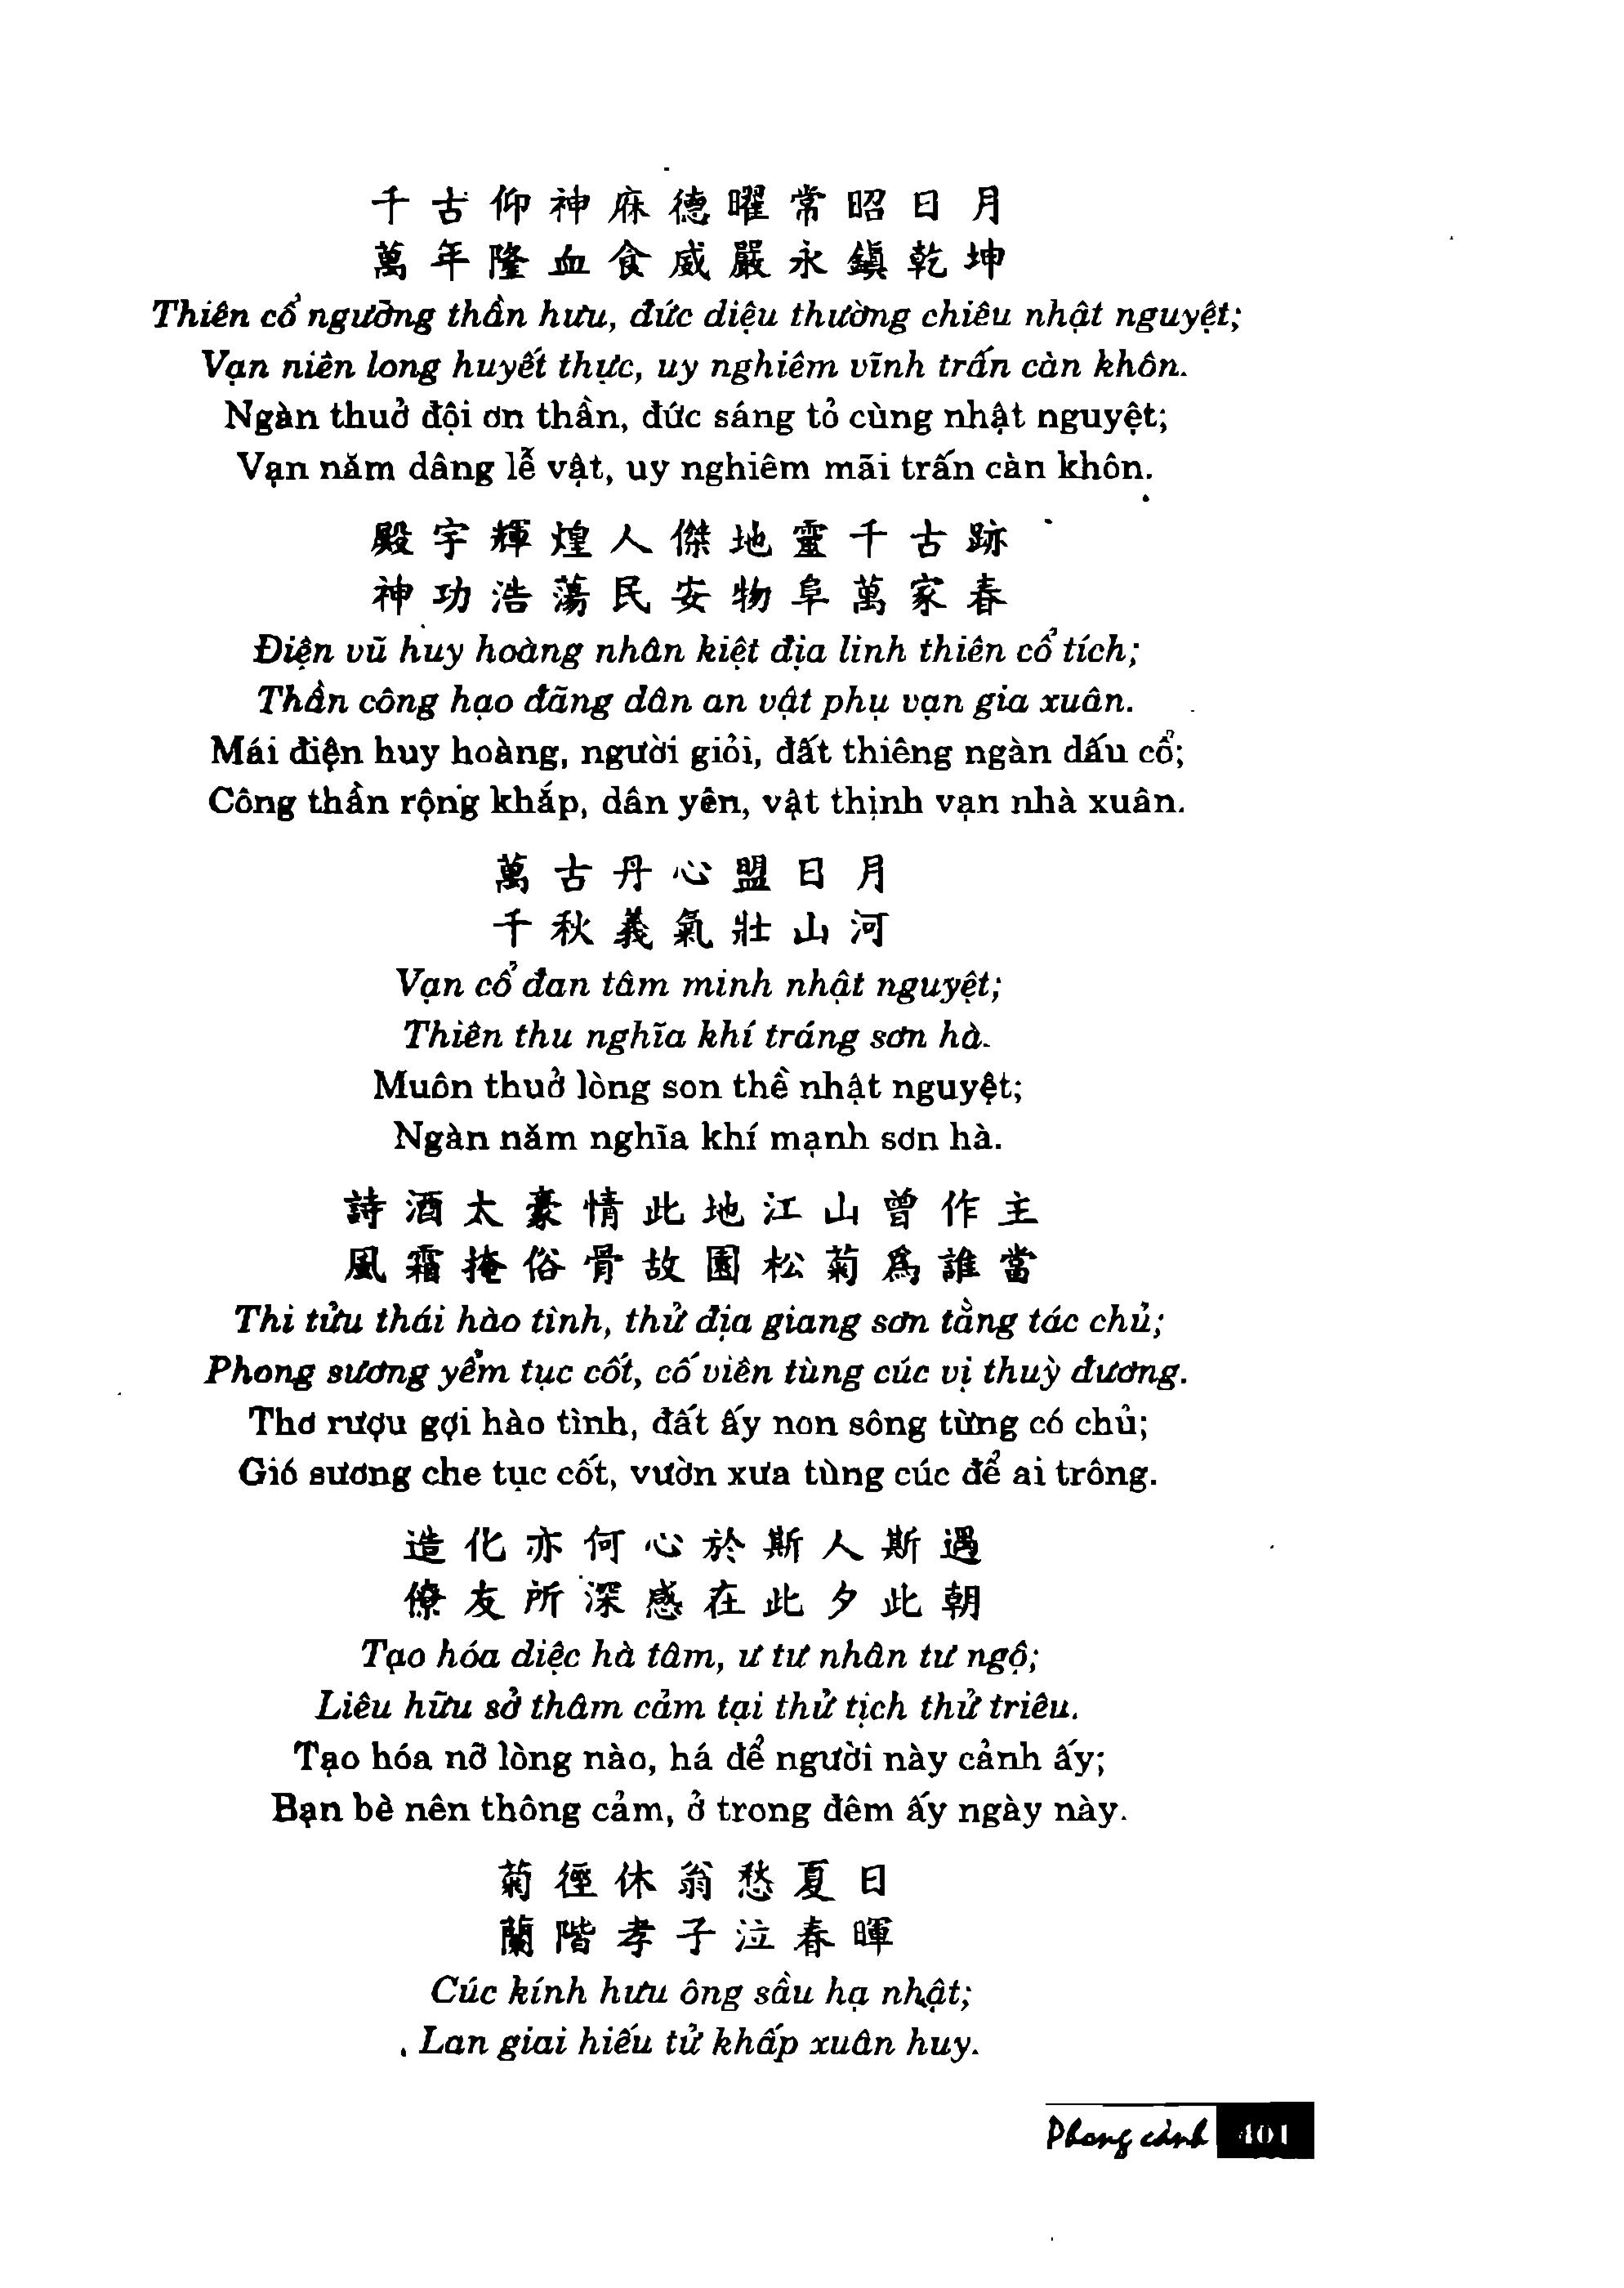 千古仰神庥德曜常昭日月
萬年隆血食威嚴永鎮乾坤
Thiên cổ ngưỡng thần hưu, đức diệu thường chiêu nhật nguyệt;
Vạn niên long huyết thực, uy nghiêm vĩnh trấn càn khôn.
Ngàn thuở đội ơn thần, đức sáng tỏ cùng nhật nguyệt;
Vạn năm dâng lễ vật, uy nghiêm mãi trấn càn khôn.
殿宇輝煌人傑地靈千古跡
神功浩蕩民安物阜萬家春
Điện vũ huy hoàng nhân kiệt địa linh thiên cổ tích;
Thần công hạo đãng dân an vật phụ vạn gia xuân.
Mái điện huy hoàng, người giỏi, đất thiêng ngàn dấu cổ;
Công thần rộng khắp, dân yên, vật thịnh vạn nhà xuân.
萬古丹心盟日月
千秋義氣壯山河
Vạn cổ đan tâm minh nhật nguyệt;
Thiên thu nghĩa khí tráng sơn hà.
Muôn thuở lòng son thề nhật nguyệt;
Ngàn năm nghĩa khí mạnh sơn hà.
詩酒太豪情此地江山曾作主
風霜掩俗骨故園松菊爲誰當
Thi tửu thái hào tình, thử địa giang sơn tằng tác chủ;
Phong sương yểm tục cốt, cố viên tùng cúc vị thuỳ đương.
Thơ rượu gợi hào tình, đất ấy non sông từng có chủ;
Gió sương che tục cốt, vườn xưa tùng cúc để ai trông.
造化亦何心於斯人斯遇
僚友所深感在此夕此朝
Tạo hóa diệc hà tâm, ư tư nhân tư ngộ;
Liêu hữu sở thâm cảm tại thử tịch thử triêu.
Tạo hóa nỡ lòng nào, há để người này cảnh ấy;
Bạn bè nên thông cảm, ở trong đêm ấy ngày này.
菊徑休翁愁夏日
蘭階孝子泣春暉
Cúc kính hưu ông sầu hạ nhật;
Lan giai hiếu tử khấp xuân huy.
Phong cảnh 401